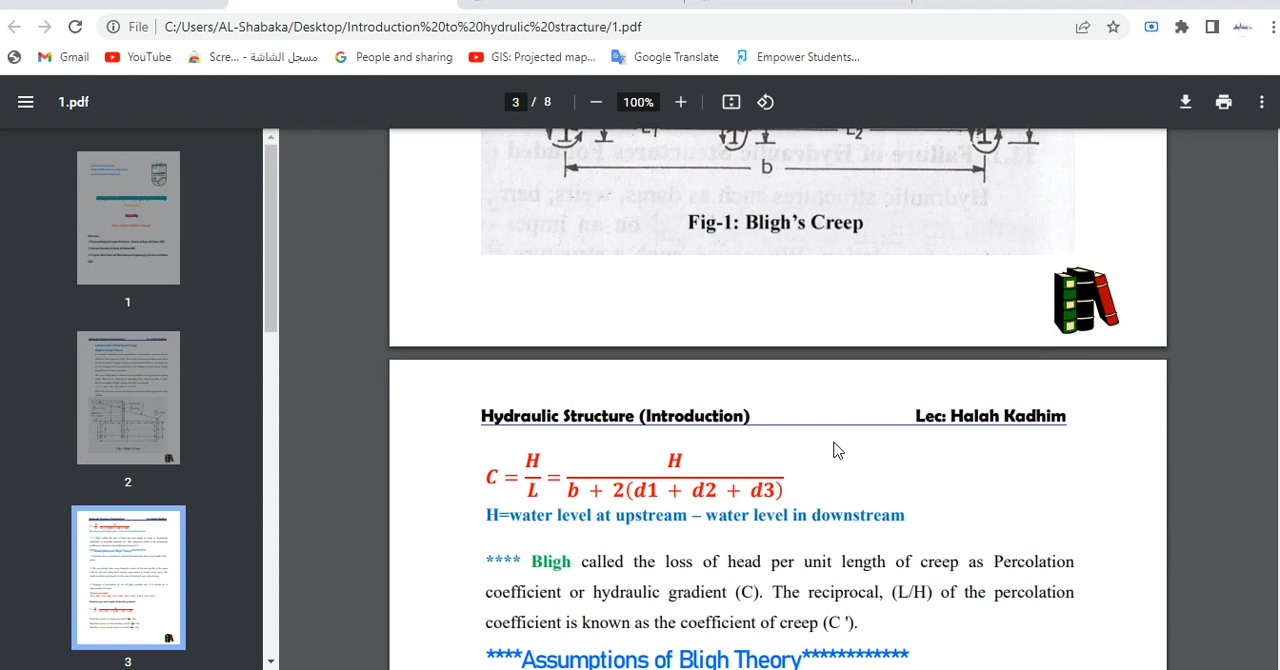 File
C:/Users/AL-Shabaka/Desktop/Introduction%20to%20hydrulic%20stracture/1.pdf
Gmail
YouTube
مسجل الشاشة - Scre...
People and sharing
GIS: Projected map...
Google Translate
Empower Students...
1.pdf
3 / 8
100%
1
2
3
L1
L2
b
Fig-1: Bligh's Creep
Hydraulic Structure (Introduction) Lec: Halah Kadhim
C = H/L = H/(b + 2(d1 + d2 + d3))
H=water level at upstream – water level in downstream
**** Bligh called the loss of head per unit length of creep as Percolation
coefficient or hydraulic gradient (C). The reciprocal, (L/H) of the percolation
coefficient is known as the coefficient of creep (C ').
****Assumptions of Bligh Theory************